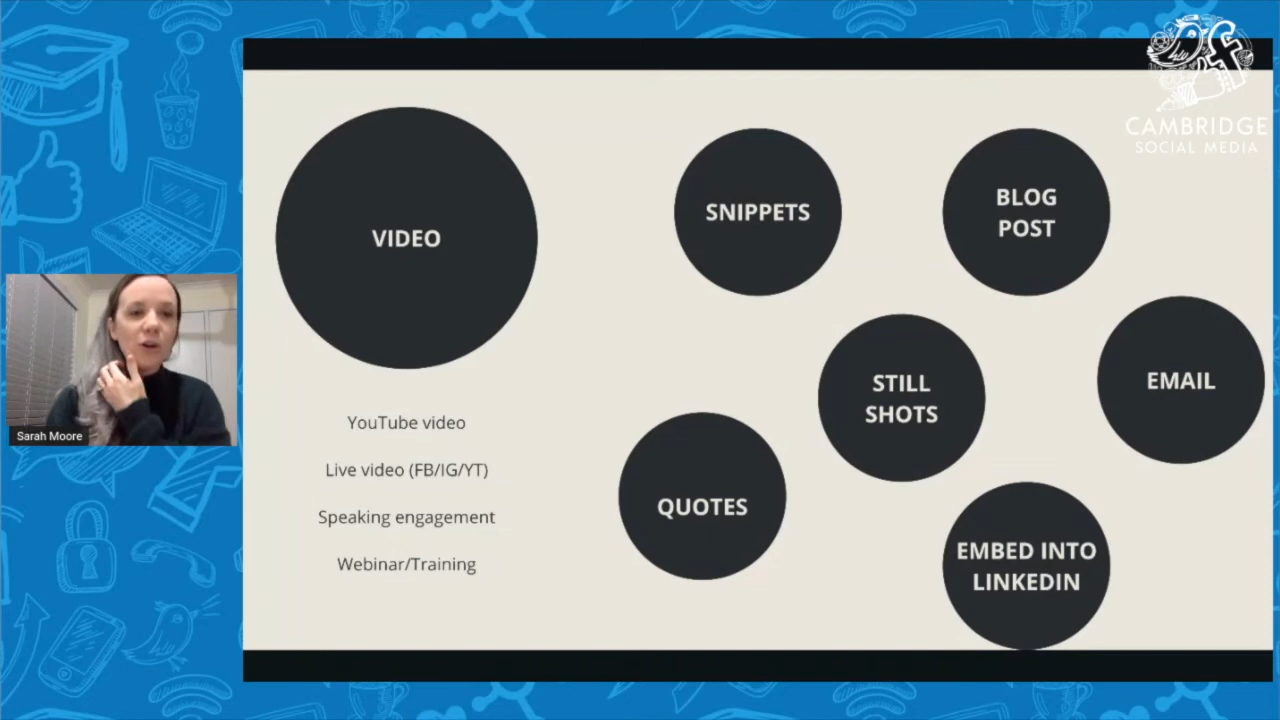 CAMBRIDGE
SOCIAL MEDIA
VIDEO
YouTube video
Live video (FB/IG/YT)
Speaking engagement
Webinar/Training
SNIPPETS
BLOG
POST
STILL
SHOTS
EMAIL
QUOTES
EMBED INTO
LINKEDIN
Sarah Moore